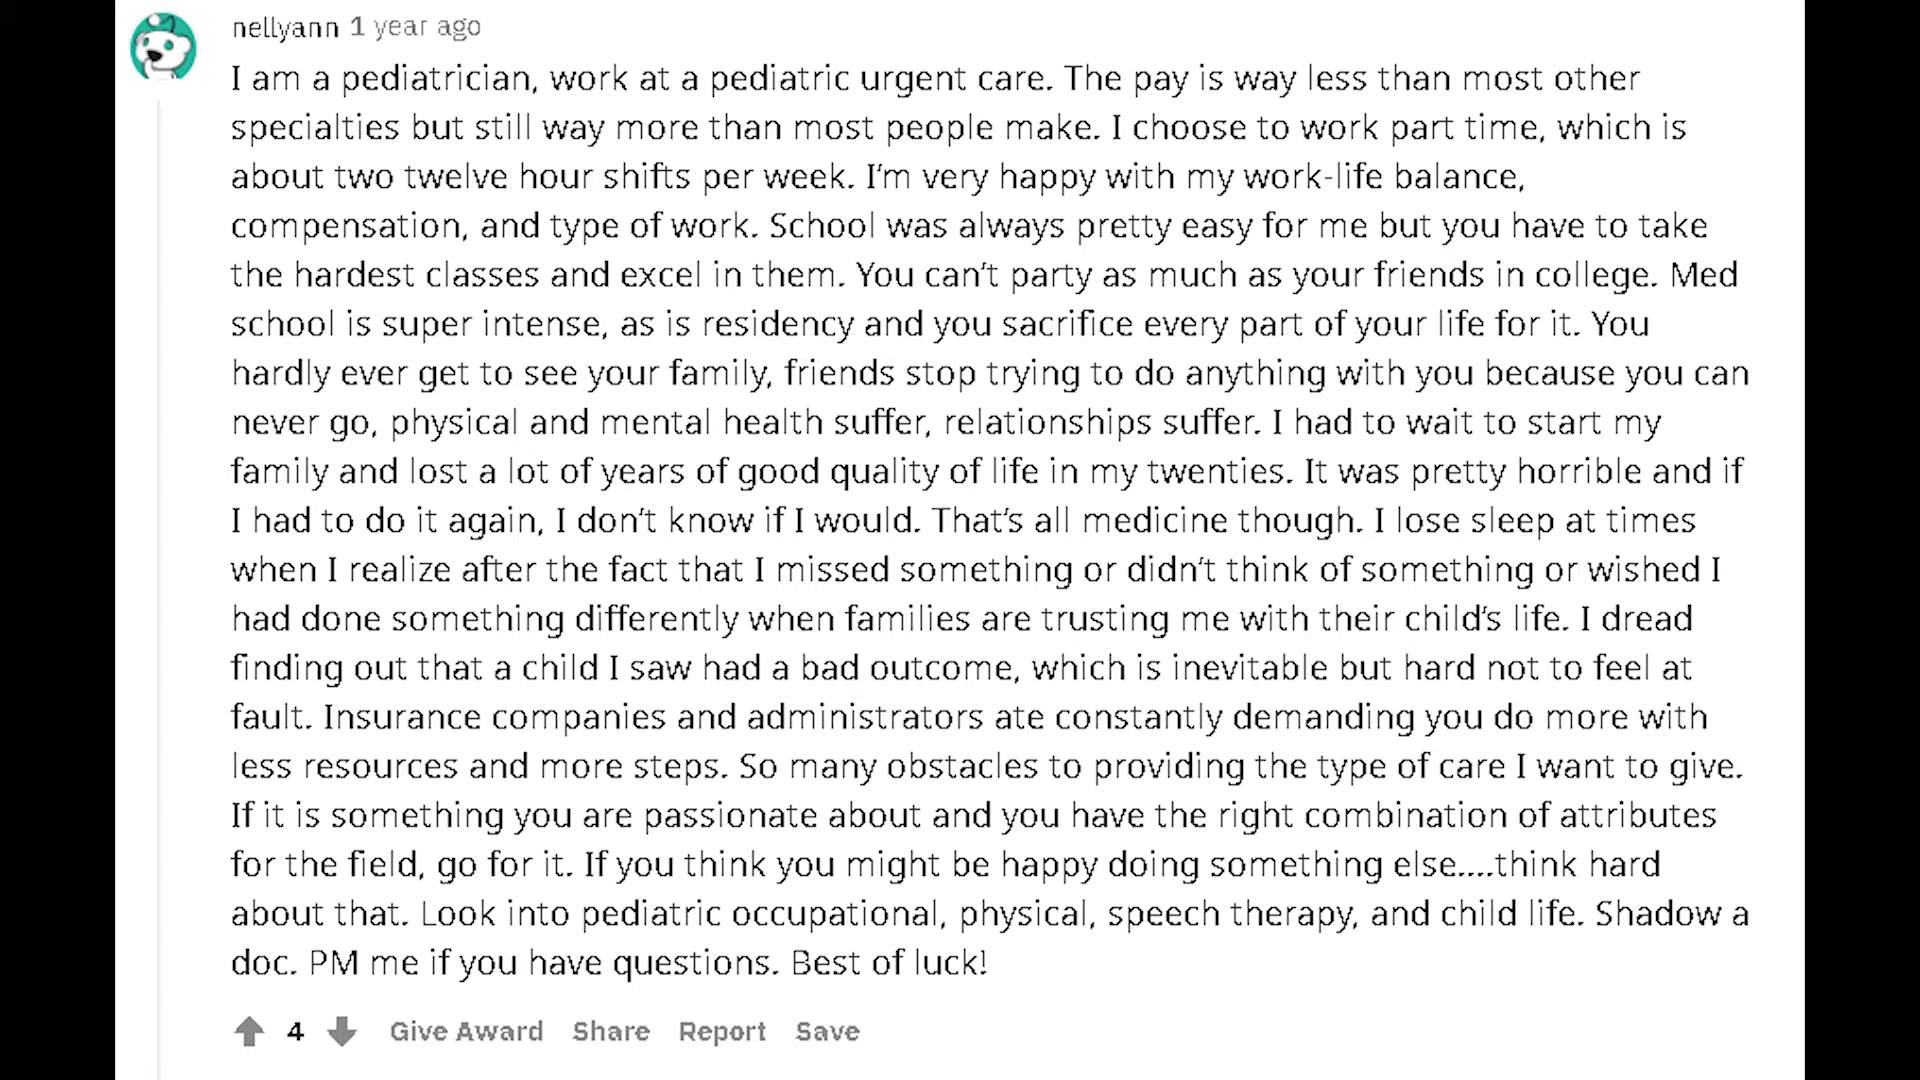 nellyann 1 year ago
I am a pediatrician, work at a pediatric urgent care. The pay is way less than most other
specialties but still way more than most people make. I choose to work part time, which is
about two twelve hour shifts per week. I'm very happy with my work-life balance,
compensation, and type of work. School was always pretty easy for me but you have to take
the hardest classes and excel in them. You can't party as much as your friends in college. Med
school is super intense, as is residency and you sacrifice every part of your life for it. You
hardly ever get to see your family, friends stop trying to do anything with you because you can
never go, physical and mental health suffer, relationships suffer. I had to wait to start my
family and lost a lot of years of good quality of life in my twenties. It was pretty horrible and if
I had to do it again, I don't know if I would. That's all medicine though. I lose sleep at times
when I realize after the fact that I missed something or didn't think of something or wished I
had done something differently when families are trusting me with their child's life. I dread
finding out that a child I saw had a bad outcome, which is inevitable but hard not to feel at
fault. Insurance companies and administrators ate constantly demanding you do more with
less resources and more steps. So many obstacles to providing the type of care I want to give.
If it is something you are passionate about and you have the right combination of attributes
for the field, go for it. If you think you might be happy doing something else....think hard
about that. Look into pediatric occupational, physical, speech therapy, and child life. Shadow a
doc. PM me if you have questions. Best of luck!
4 Give Award Share Report Save